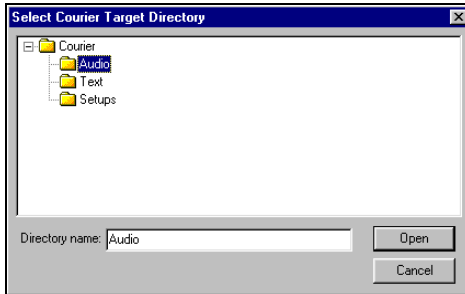 Select Courier Target Directory
Courier
Audio
Text
Setups
Directory name: Audio
Open
Cancel